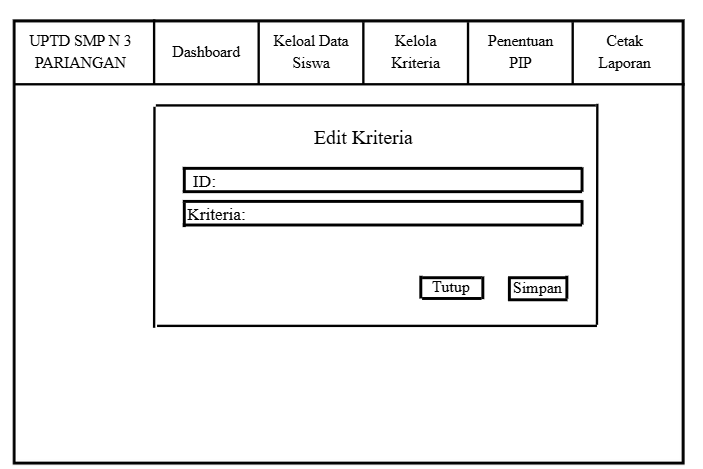 UPTD SMP N 3
PARIANGAN
Dashboard
Keloal Data
Siswa
Kelola
Kriteria
Penentuan
PIP
Cetak
Laporan
Edit Kriteria
ID:
Kriteria:
Tutup
Simpan